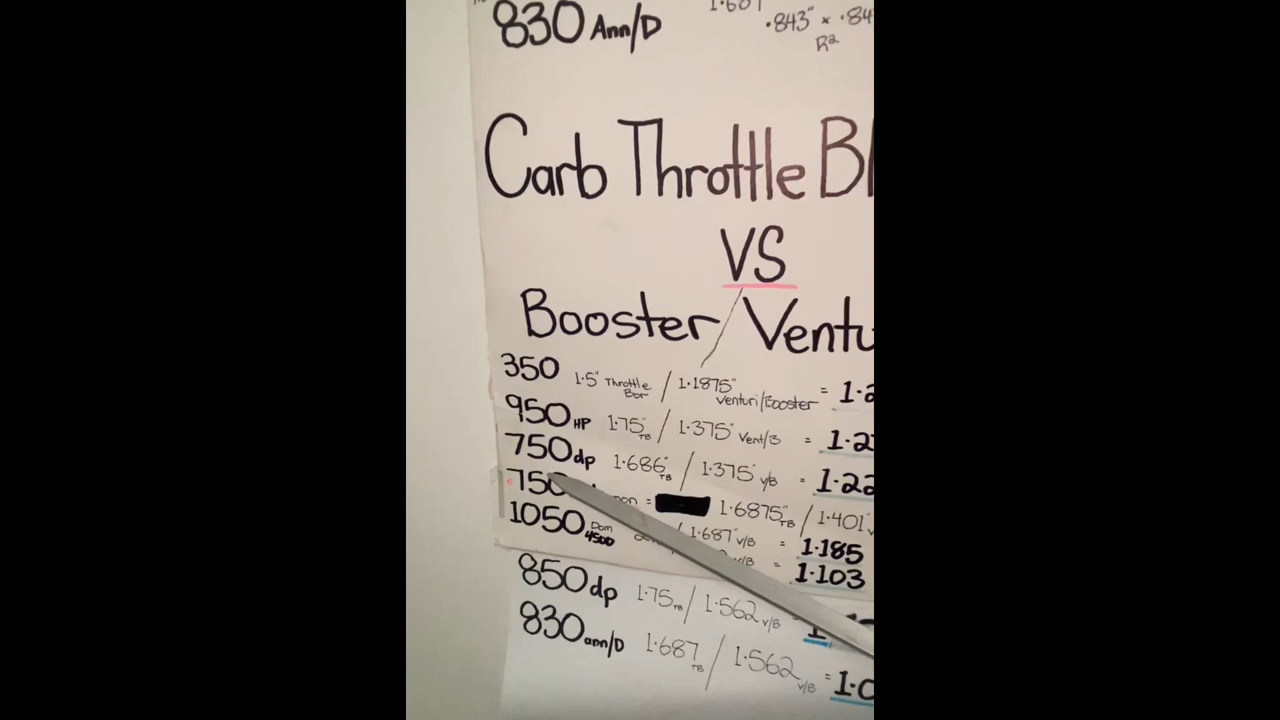 830 Ann/D
.843" x .84
R²
Carb Throttle Bl
VS
Booster/Ventu
350 1.5" Throttle Bor / 1.1875" Venturi/Booster = 1.2
950 HP 1.75" TB / 1.375" Vent/B = 1.2
750 dp 1.686" TB / 1.375" V/B = 1.22
750 = 1.6875" TB / 1.401
1.185
1050 Dom 4500 / 1.687" V/B =
V/B = 1.103
850 dp 1.75 TB / 1.562 V/B =
830 ann/D 1.687 TB / 1.562 V/B = 1.0